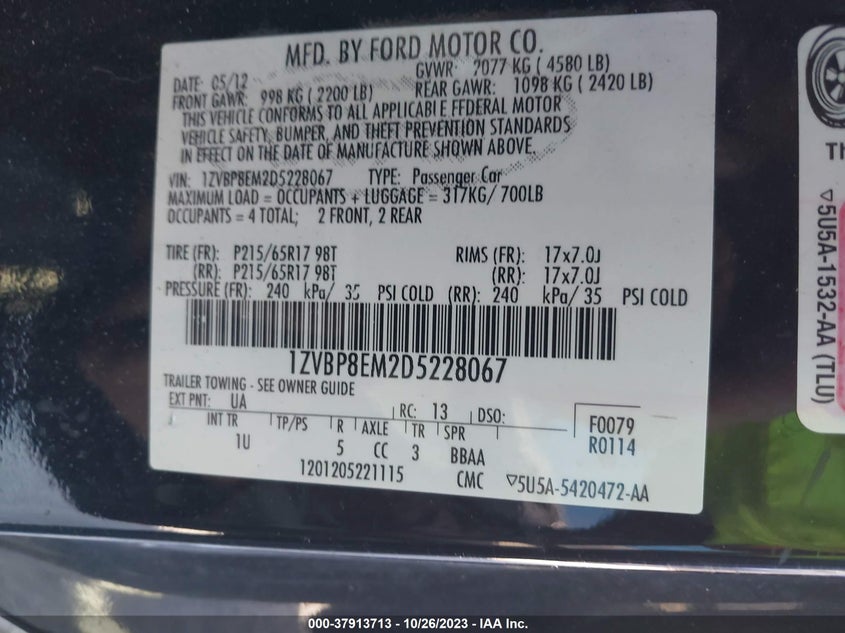 MFD. BY FORD MOTOR CO.
DATE: 05/12 GVWR: 2077 KG ( 4580 LB)
FRONT GAWR: 998 KG ( 2200 LB) REAR GAWR: 1098 KG ( 2420 LB)
THIS VEHICLE CONFORMS TO ALL APPLICABLE FEDERAL MOTOR
VEHICLE SAFETY, BUMPER, AND THEFT PREVENTION STANDARDS
IN EFFECT ON THE DATE OF MANUFACTURE SHOWN ABOVE.
VIN: 1ZVBP8EM2D5228067 TYPE: Passenger Car
MAXIMUM LOAD = OCCUPANTS + LUGGAGE = 317KG/ 700LB
OCCUPANTS = 4 TOTAL; 2 FRONT, 2 REAR
TIRE (FR): P215/65R17 98T RIMS (FR): 17x7.0J
(RR): P215/65R17 98T (RR): 17x7.0J
PRESSURE (FR): 240 kPa/ 35 PSI COLD (RR): 240 kPa/ 35 PSI COLD
1ZVBP8EM2D5228067
TRAILER TOWING - SEE OWNER GUIDE
EXT PNT: UA RC: 13 DSO: F0079
INT TR TP/PS R AXLE TR SPR R0114
1U 5 CC 3 BBAA
1201205221115 CMC ▽5U5A-5420472-AA
Th
▽5U5A-1532-AA (TLU)
000-37913713 - 10/26/2023 - IAA Inc.